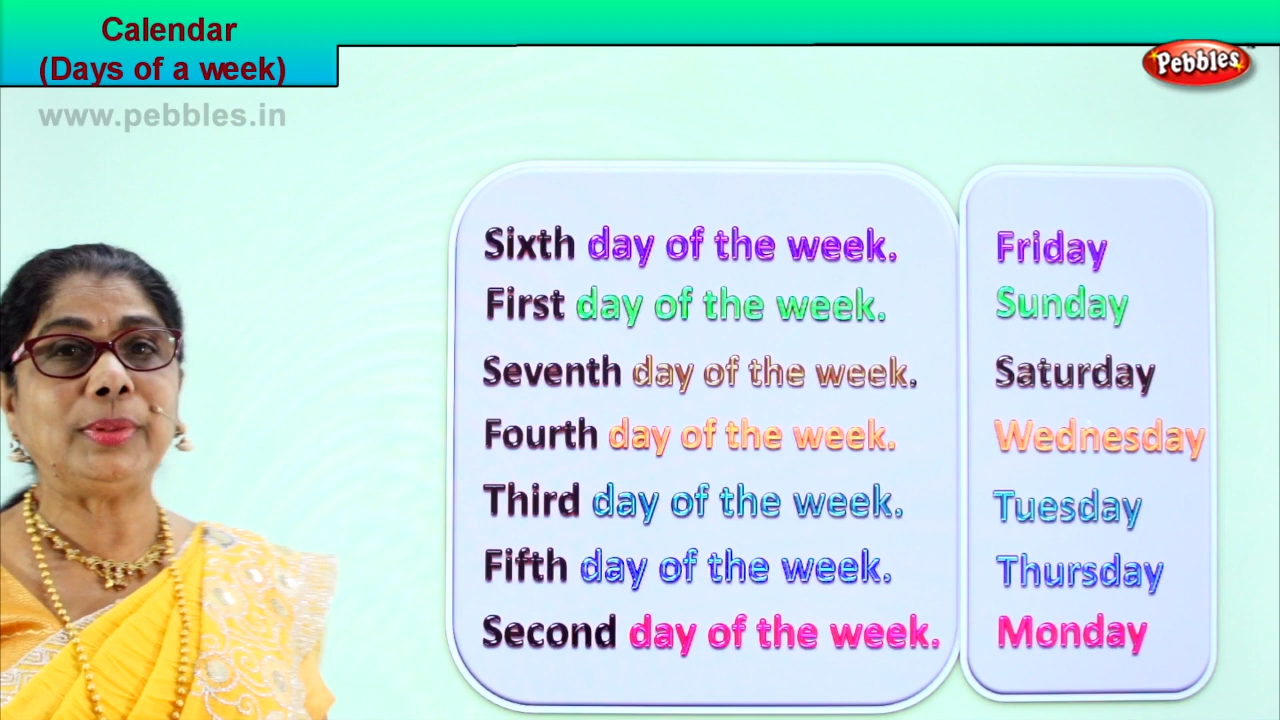 Calendar
(Days of a week)
Pebbles
www.pebbles.in
Sixth day of the week. Friday
First day of the week. Sunday
Seventh day of the week. Saturday
Fourth day of the week. Wednesday
Third day of the week. Tuesday
Fifth day of the week. Thursday
Second day of the week. Monday